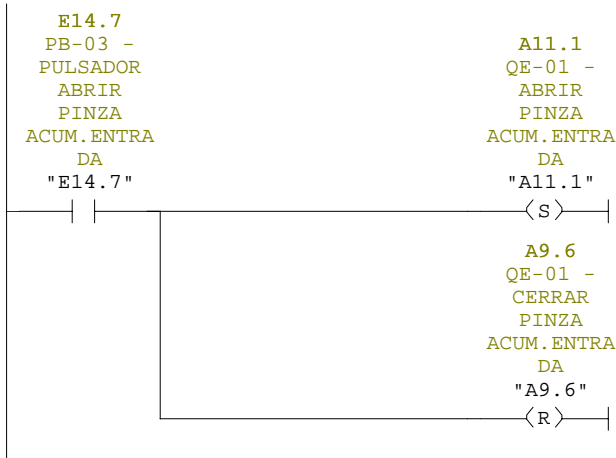 E14.7
PB-03 -
PULSADOR
ABRIR
PINZA
ACUM.ENTRA
DA
"E14.7"
A11.1
QE-01 -
ABRIR
PINZA
ACUM.ENTRA
DA
"A11.1"
S
A9.6
QE-01 -
CERRAR
PINZA
ACUM.ENTRA
DA
"A9.6"
R